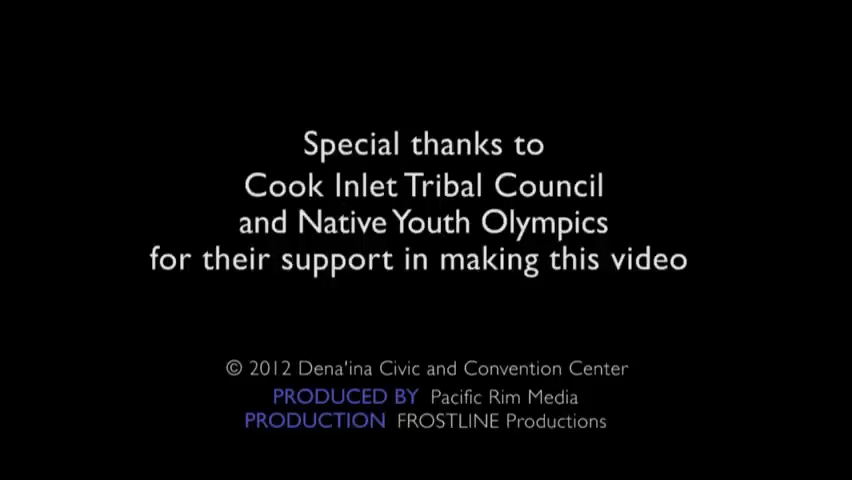 Special thanks to
Cook Inlet Tribal Council
and Native Youth Olympics
for their support in making this video
© 2012 Dena'ina Civic and Convention Center
PRODUCED BY Pacific Rim Media
PRODUCTION FROSTLINE Productions